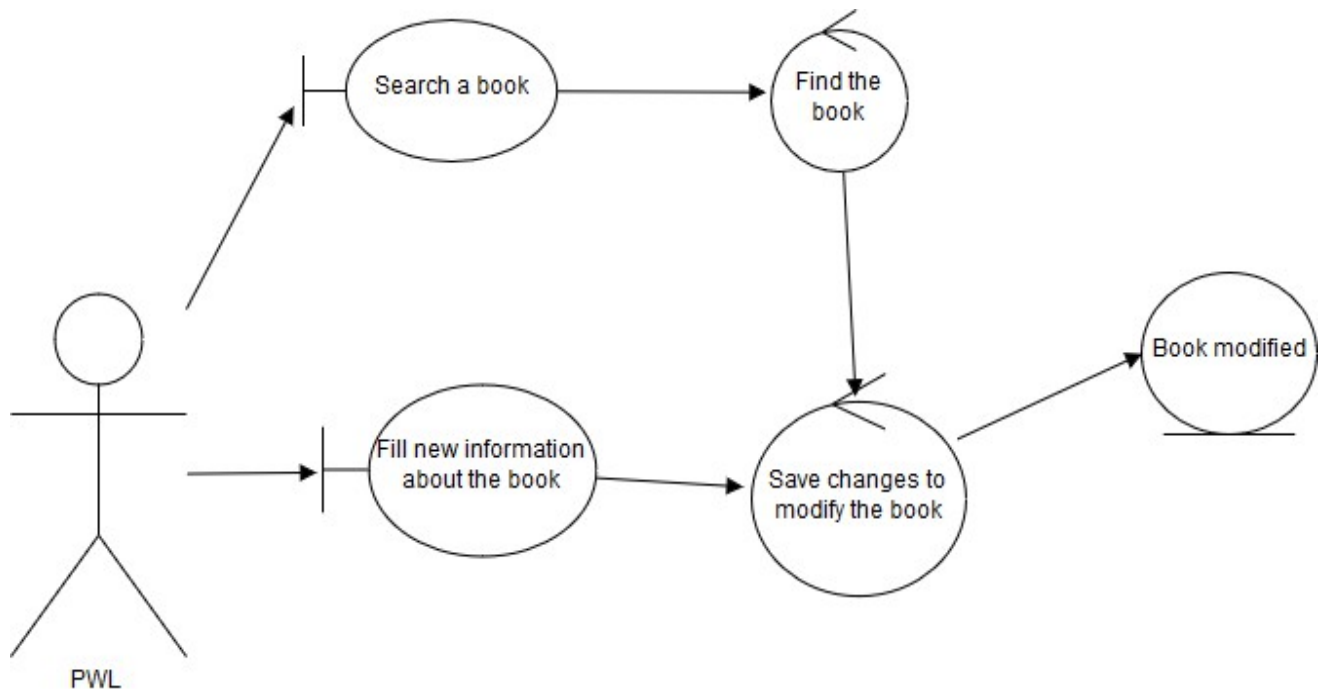 Search a book
Find the
book
Book modified
Fill new information
about the book
Save changes to
modify the book
PWL